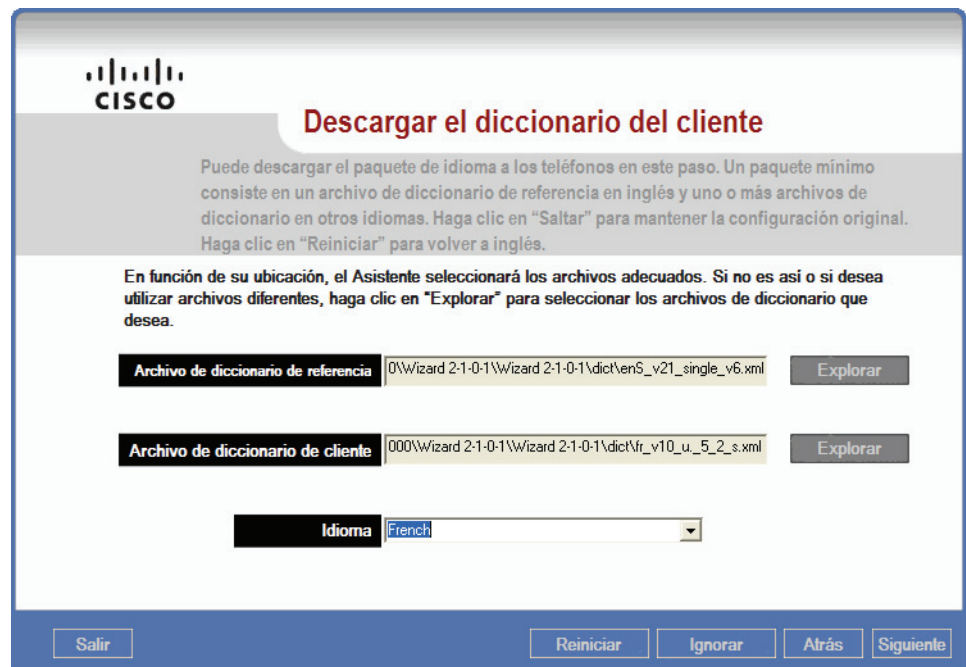 CISCO
Descargar el diccionario del cliente
Puede descargar el paquete de idioma a los teléfonos en este paso. Un paquete mínimo
consiste en un archivo de diccionario de referencia en inglés y uno o más archivos de
diccionario en otros idiomas. Haga clic en “Saltar” para mantener la configuración original.
Haga clic en “Reiniciar” para volver a inglés.
En función de su ubicación, el Asistente seleccionará los archivos adecuados. Si no es así o si desea
utilizar archivos diferentes, haga clic en “Explorar” para seleccionar los archivos de diccionario que
desea.
Archivo de diccionario de referencia 0\Wizard 2-1-0-1\Wizard 2-1-0-1\dict\enS_v21_single_v6.xml Explorar
Archivo de diccionario de cliente 000\Wizard 2-1-0-1\Wizard 2-1-0-1\dict\fr_v10_u._5_2_s.xml Explorar
Idioma French
Salir Reiniciar Ignorar Atrás Siguiente